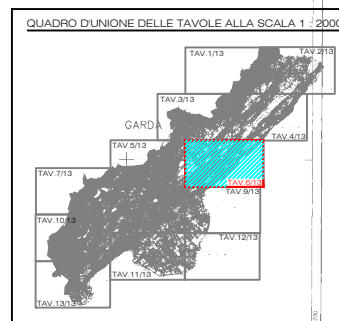 QUADRO D'UNIONE DELLE TAVOLE ALLA SCALA 1 : 2000
TAV.1/13
TAV.2/13
TAV.3/13
GARDA
TAV.4/13
TAV.5/13
TAV.7/13
TAV.6/13
TAV.9/13
TAV.10/13
TAV.12/13
TAV.11/13
TAV.13/13